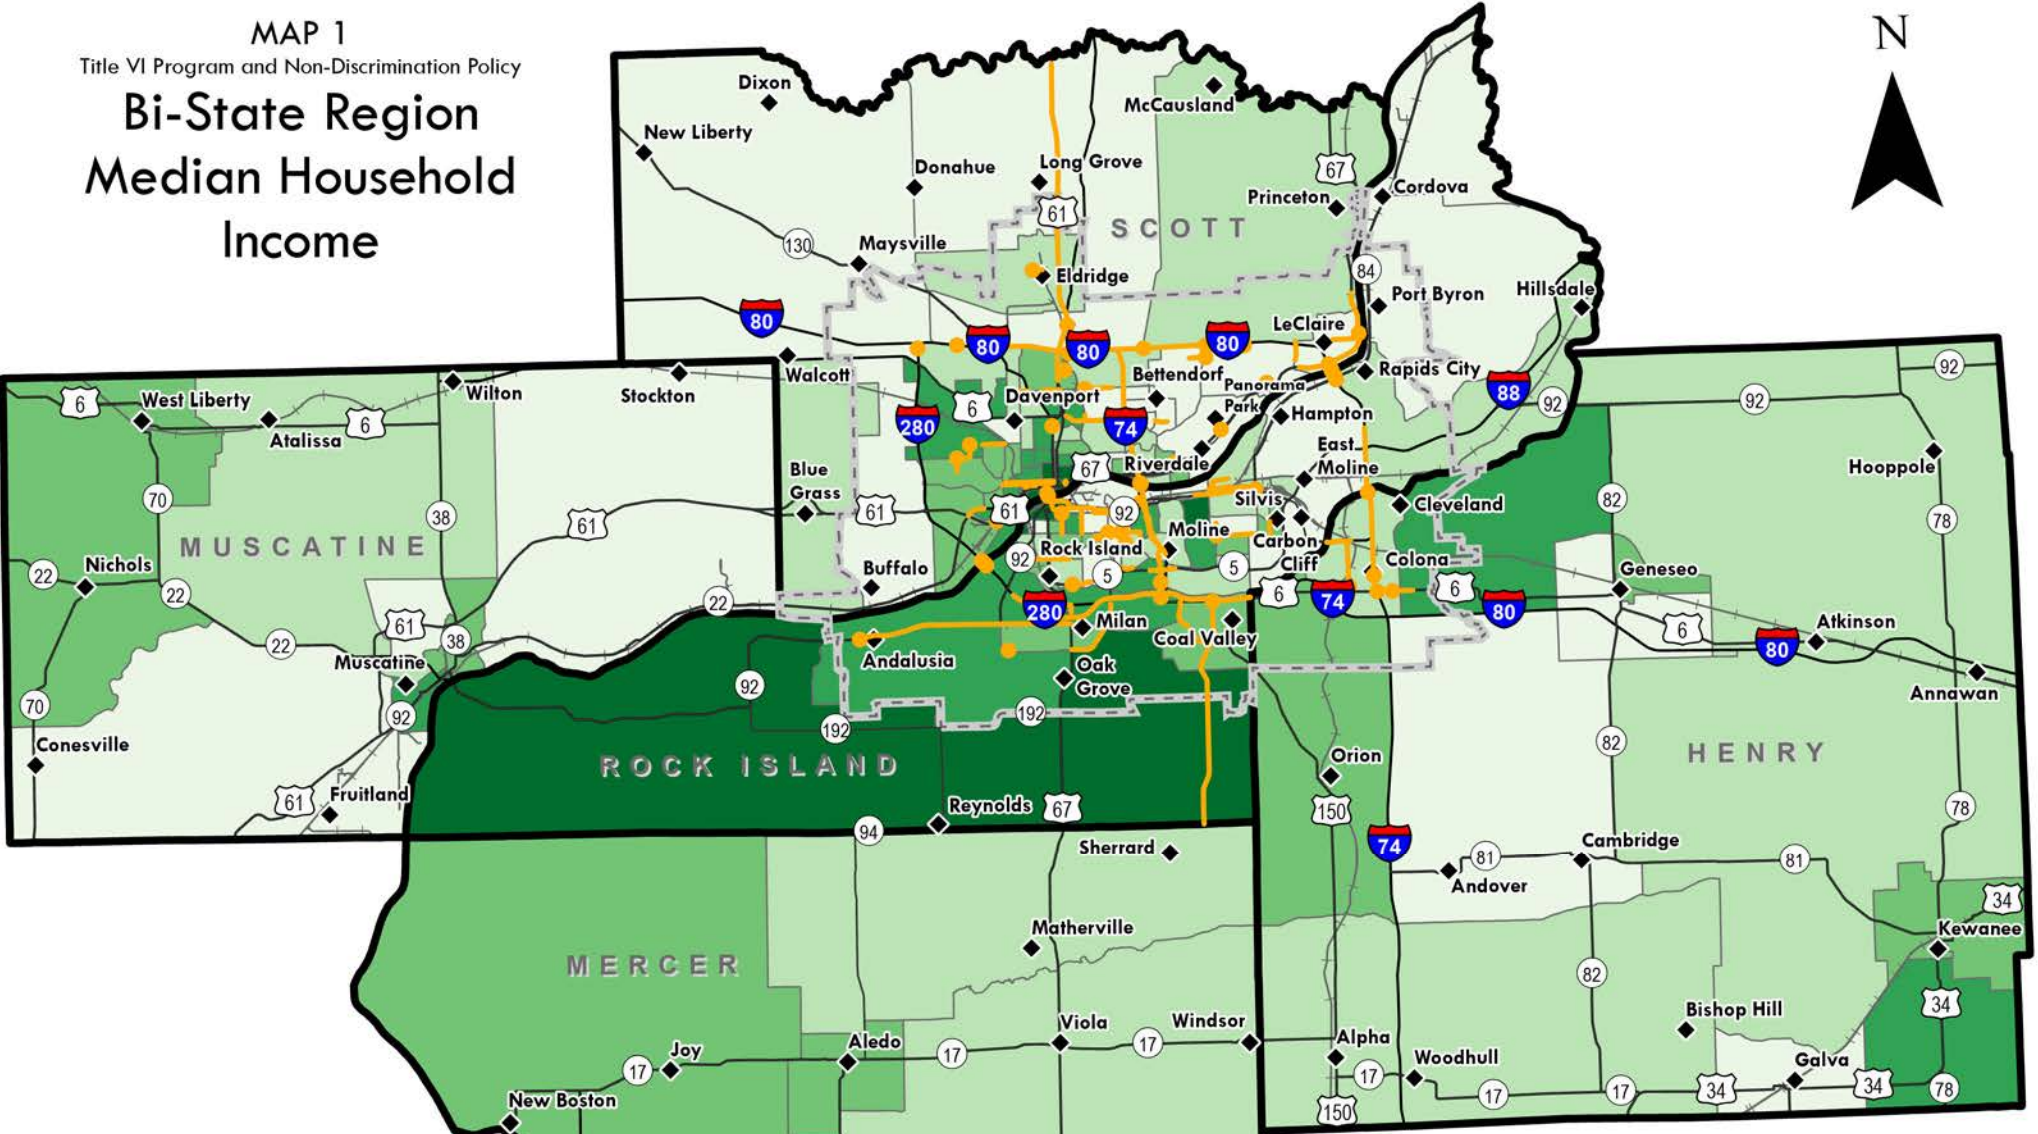 MAP 1
Title VI Program and Non-Discrimination Policy
Bi-State Region
Median Household
Income
N
Dixon
McCausland
New Liberty
Donahue
Long Grove
67
Cordova
Princeton
61
SCOTT
130
Maysville
84
Eldridge
Port Byron
Hillsdale
80
LeClaire
80
80
80
Walcott
Bettendorf
Rapids City
92
6
West Liberty
Wilton
Stockton
Panorama
Park
88
92
92
Davenport
6
Hampton
Atalissa
6
280
74
East
Moline
Hooppole
Blue
Grass
67
Riverdale
70
38
61
61
61
92
Silvis
Cleveland
82
78
MUSCATINE
Moline
Rock Island
Carbon
Cliff
Colona
Geneseo
22
Nichols
22
22
Buffalo
92
5
5
6
74
6
80
61
38
280
Milan
Coal Valley
6
Atkinson
80
22
Muscatine
Andalusia
Oak
Grove
Annawan
70
92
92
192
192
Conesville
ROCK ISLAND
82
HENRY
Orion
61
Fruitland
Reynolds
67
150
78
94
Sherrard
74
81
Cambridge
81
Andover
34
Matherville
Kewanee
MERCER
82
34
Bishop Hill
Viola
Windsor
Joy
Aledo
17
17
Alpha
Woodhull
Galva
17
17
17
17
34
34
78
New Boston
150